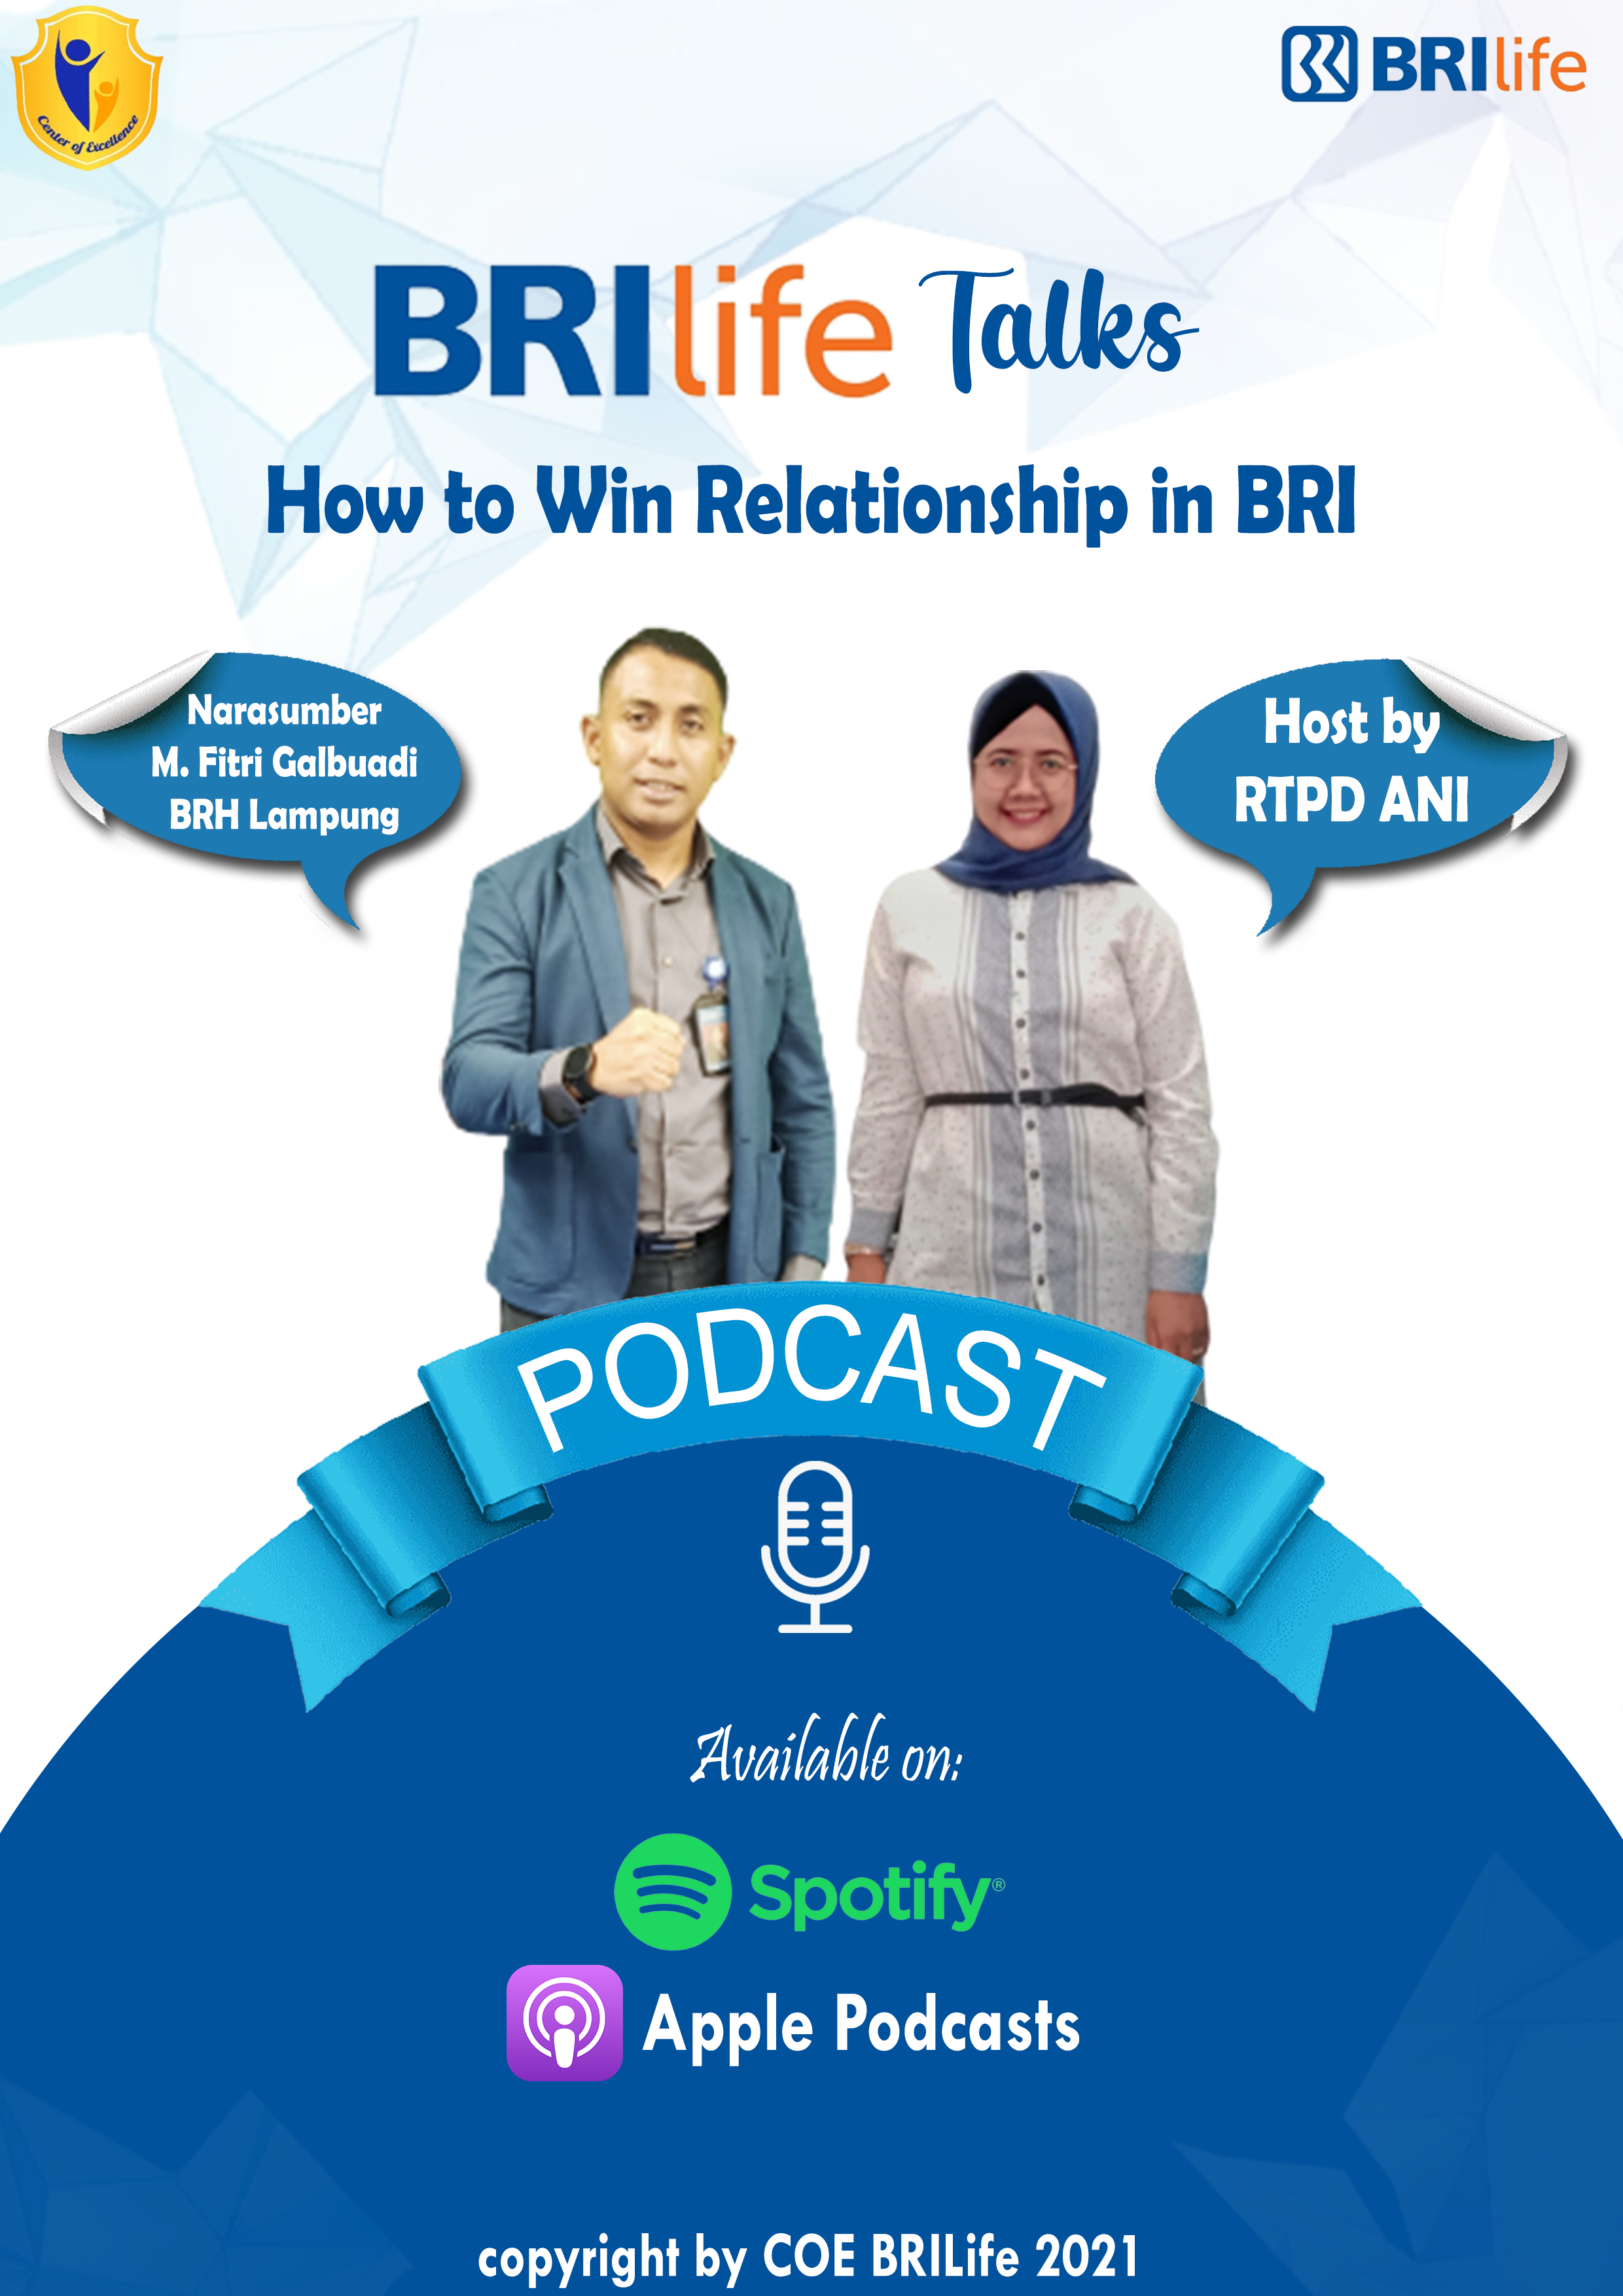 Center of Excellence
BRIlife
BRIlife Talks
How to Win Relationship in BRI
Narasumber
M. Fitri Galbuadi
BRH Lampung
Host by
RTPD ANI
PODCAST
Available on:
Spotify®
Apple Podcasts
copyright by COE BRILife 2021